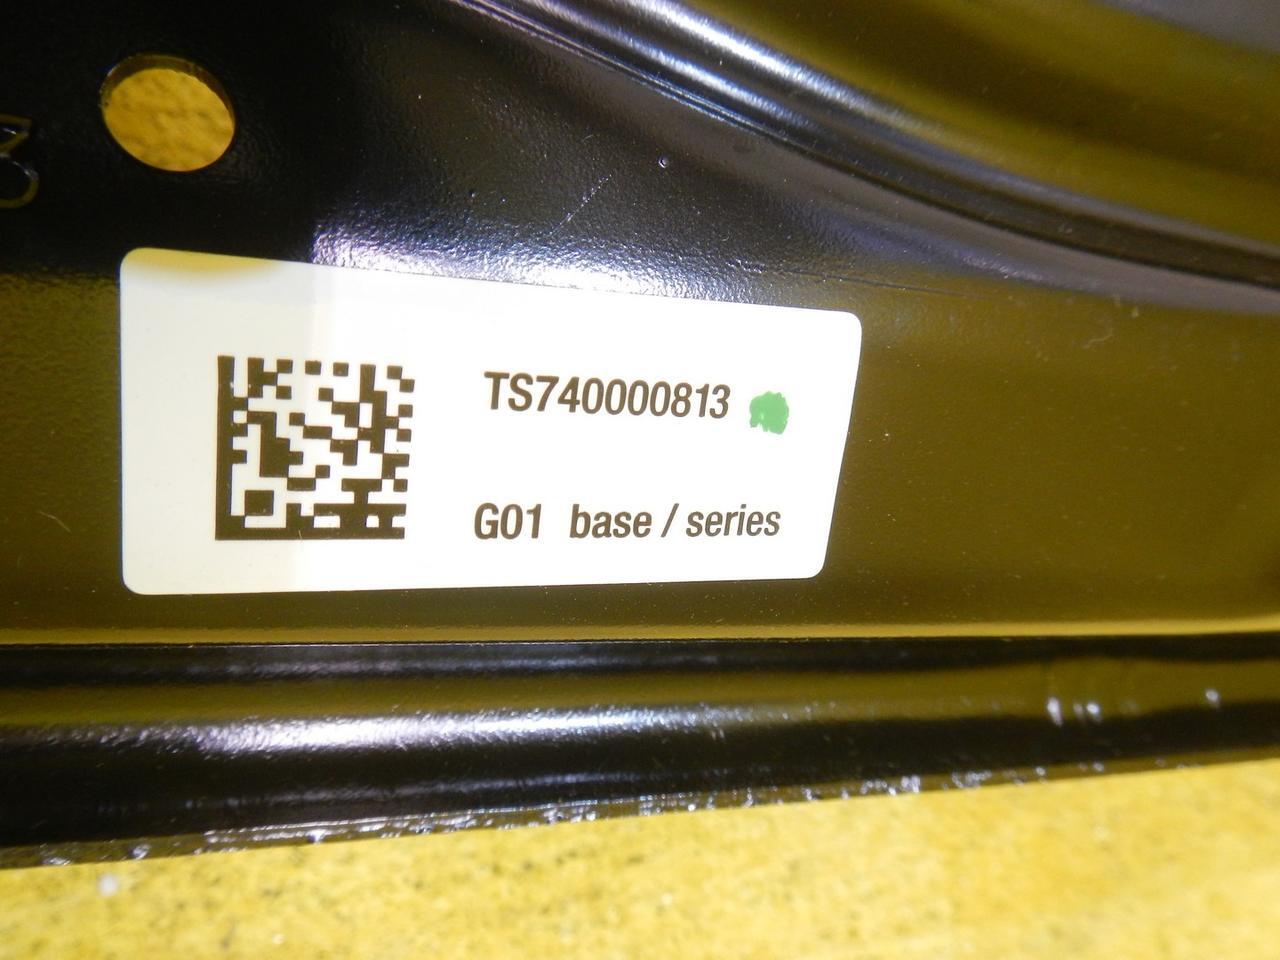 TS740000813
G01 base / series